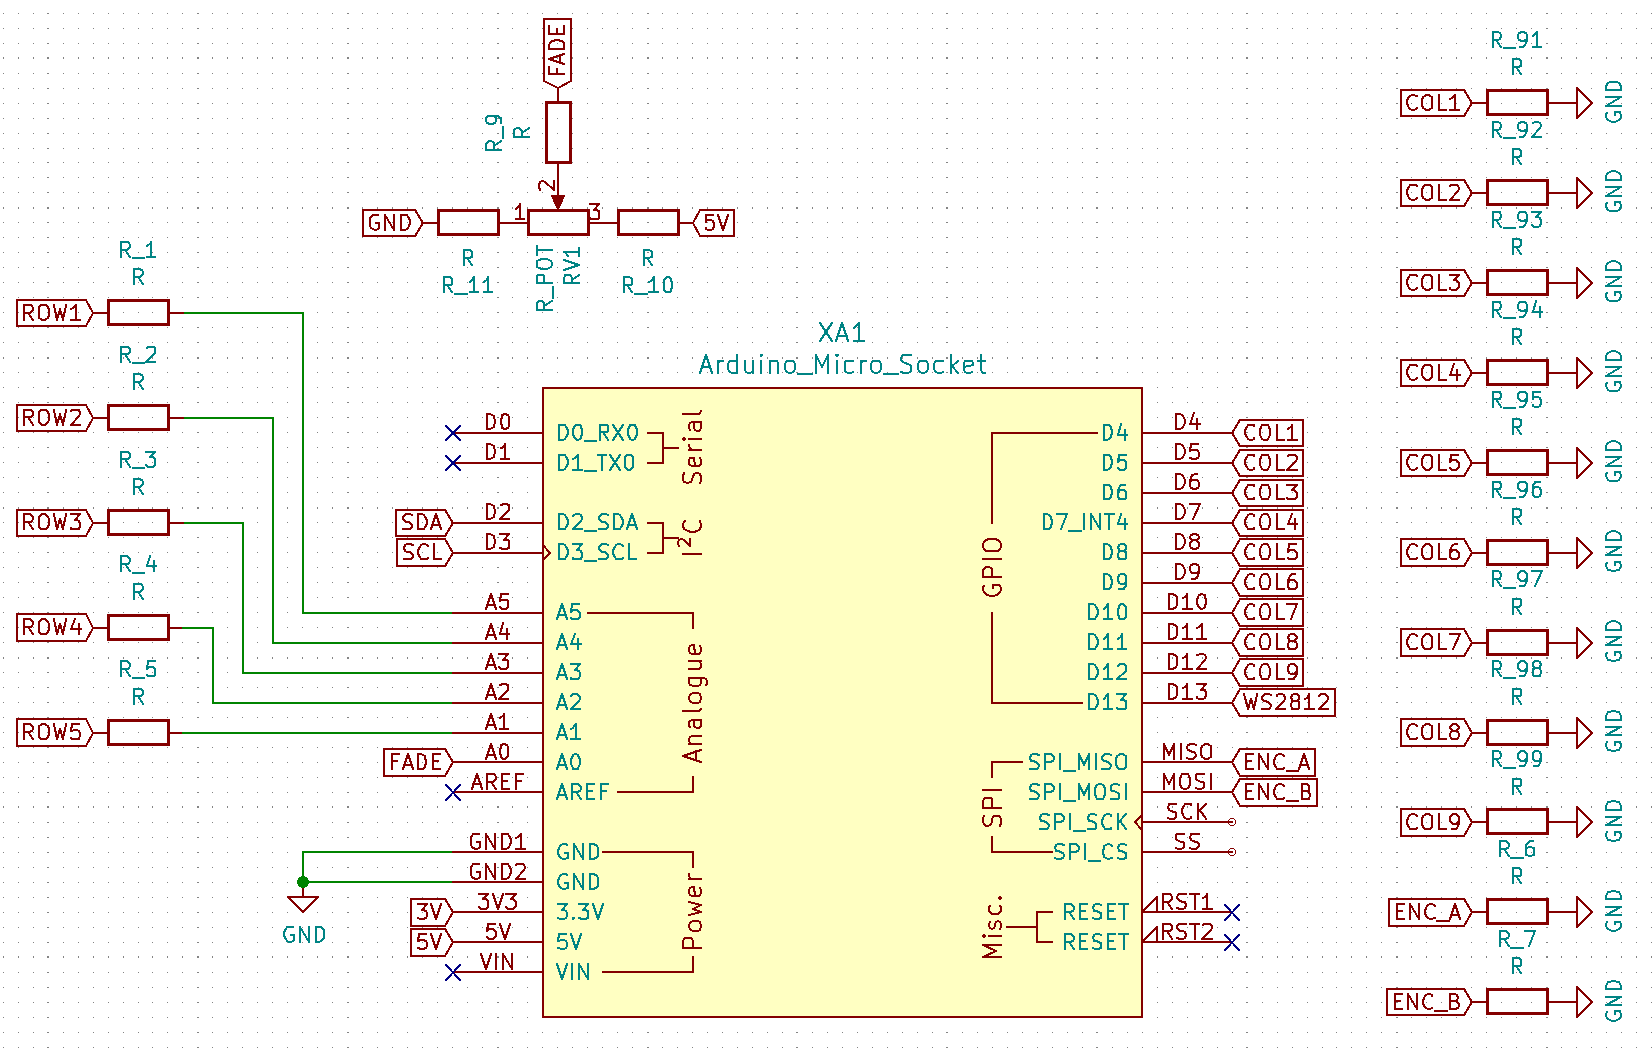 FADE
R_9
R
2
GND
1
3
5V
R
R_11
R_POT
RV1
R
R_10
R_1
R
ROW1
R_2
R
ROW2
R_3
R
ROW3
R_4
R
ROW4
R_5
R
ROW5
XA1
Arduino_Micro_Socket
D0 D0_RX0
D1 D1_TX0
Serial
SDA D2 D2_SDA
SCL D3 D3_SCL
I²C
A5 A5
A4 A4
A3 A3
A2 A2
A1 A1
FADE A0 A0
AREF AREF
Analogue
GND1 GND
GND2 GND
3V 3V3 3.3V
5V 5V 5V
VIN VIN
Power
GND
D4 D4 COL1
D5 D5 COL2
D6 D6 COL3
D7_INT4 D7 COL4
D8 D8 COL5
D9 D9 COL6
D10 D10 COL7
D11 D11 COL8
D12 D12 COL9
D13 D13 WS2812
GPIO
SPI_MISO MISO ENC_A
SPI_MOSI MOSI ENC_B
SPI_SCK SCK
SPI_CS SS
SPI
RESET RST1
RESET RST2
Misc.
R_91
R
COL1 GND
R_92
R
COL2 GND
R_93
R
COL3 GND
R_94
R
COL4 GND
R_95
R
COL5 GND
R_96
R
COL6 GND
R_97
R
COL7 GND
R_98
R
COL8 GND
R_99
R
COL9 GND
R_6
R
ENC_A GND
R_7
R
ENC_B GND